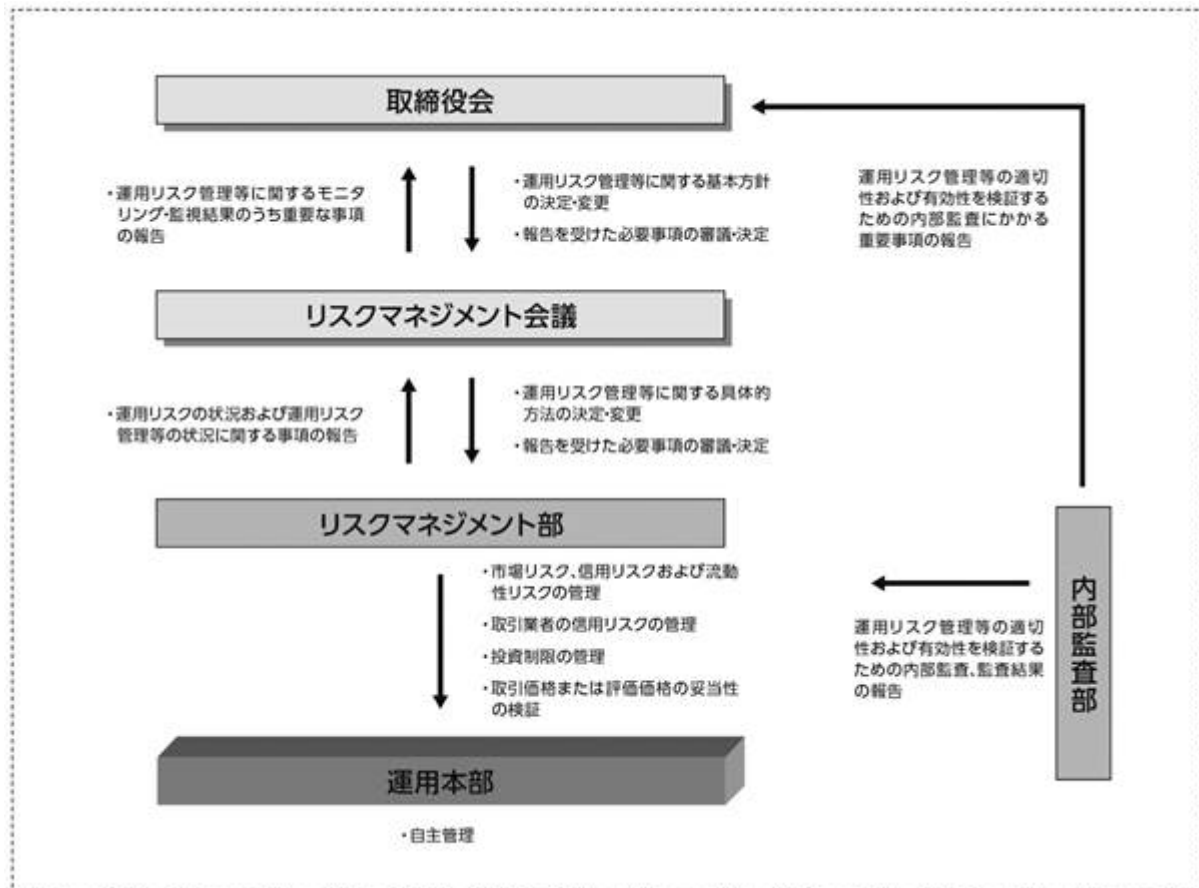 取締役会
・運用リスク管理等に関するモニタ
リング・監視結果のうち重要な事項
の報告
・運用リスク管理等に関する基本方針
の決定・変更
・報告を受けた必要事項の審議・決定
運用リスク管理等の適切
性および有効性を検証す
るための内部監査にかかる
重要事項の報告
リスクマネジメント会議
・運用リスクの状況および運用リスク
管理等の状況に関する事項の報告
・運用リスク管理等に関する具体的
方法の決定・変更
・報告を受けた必要事項の審議・決定
リスクマネジメント部
・市場リスク、信用リスクおよび流動
性リスクの管理
・取引業者の信用リスクの管理
・投資制限の管理
・取引価格または評価価格の妥当性
の検証
運用リスク管理等の適切
性および有効性を検証する
ための内部監査、監査結果
の報告
内部監査部
運用本部
・自主管理